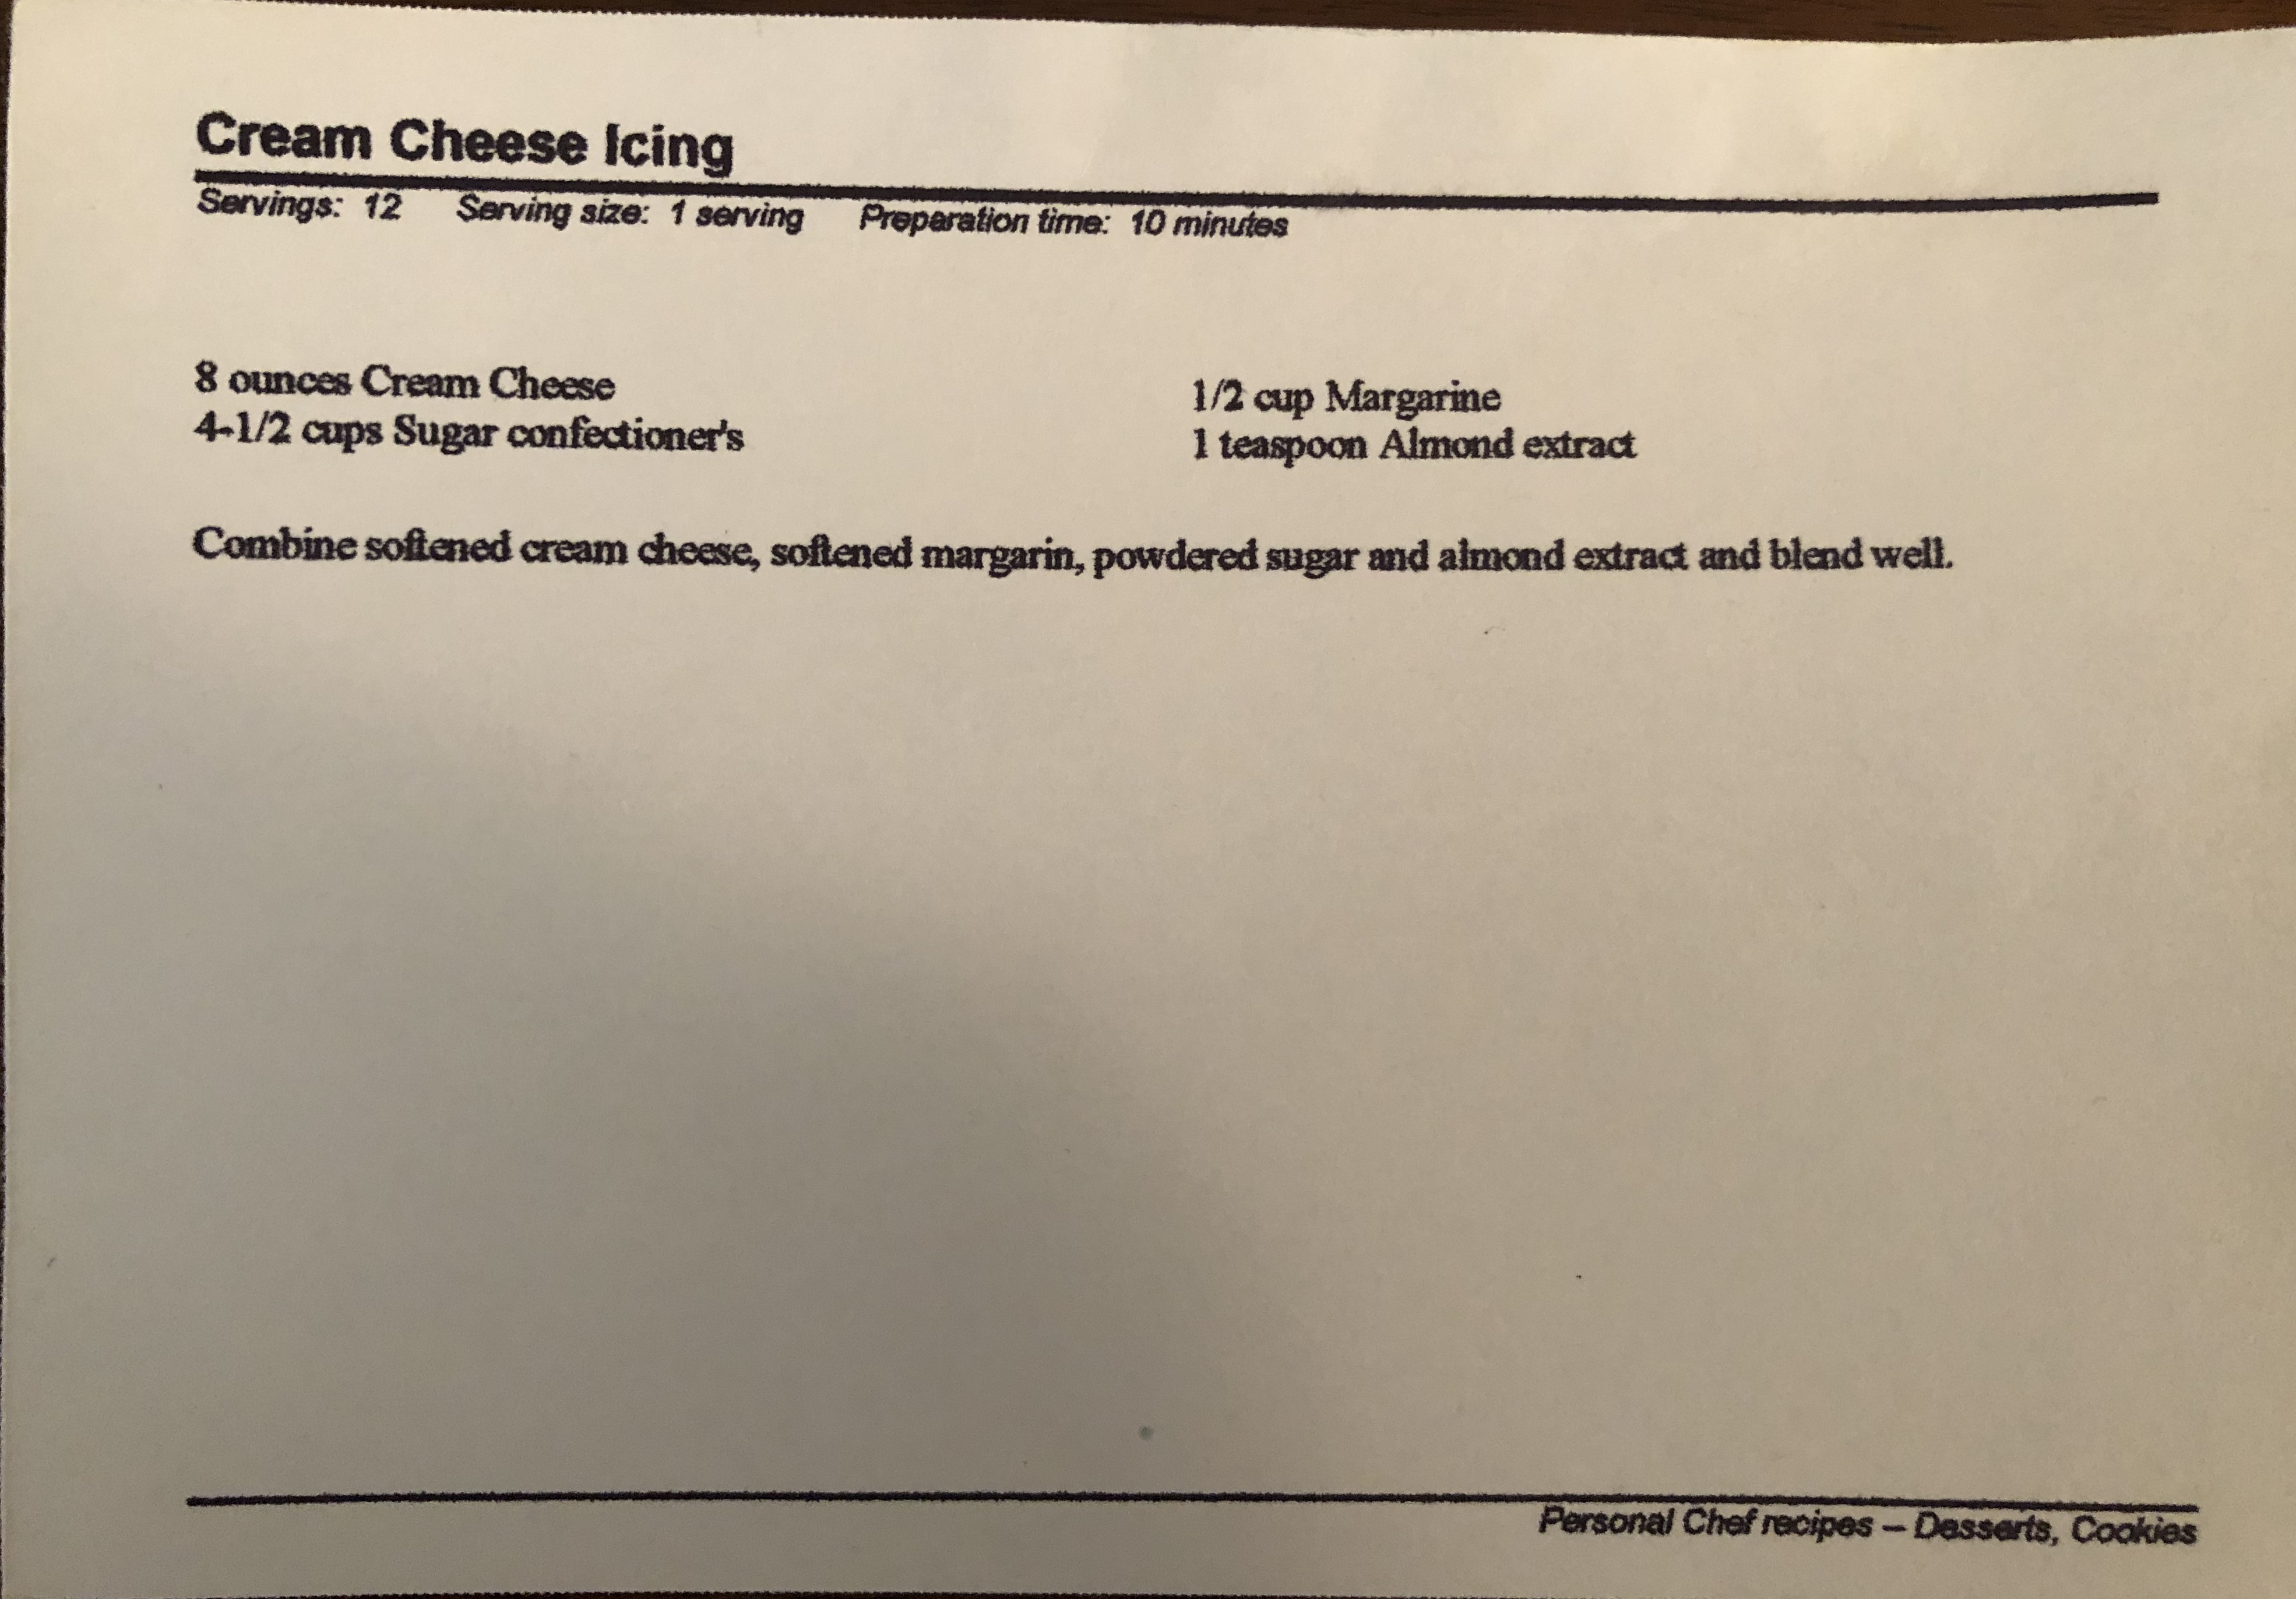 Cream Cheese Icing
Servings: 12 Serving size: 1 serving Preparation time: 10 minutes
8 ounces Cream Cheese
4-1/2 cups Sugar confectioner's
1/2 cup Margarine
1 teaspoon Almond extract
Combine softened cream cheese, softened margarin, powdered sugar and almond extract and blend well.
Personal Chef recipes – Desserts, Cookies